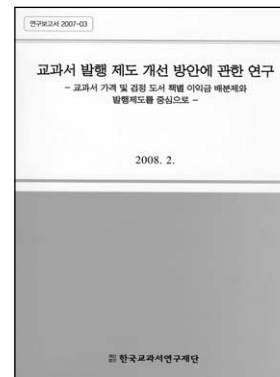 연구보고서 2007-03
교과서 발행 제도 개선 방안에 관한 연구
- 교과서 가격 및 검정 도서 책별 이익금 배분제와
발행제도를 중심으로 -
2008. 2.
한국교과서연구재단